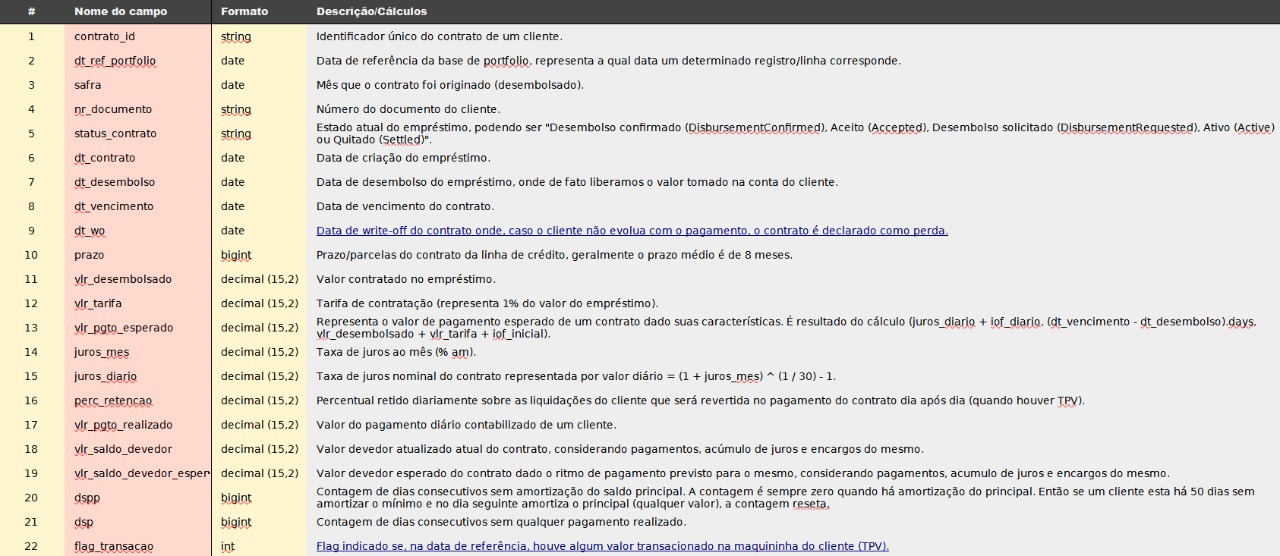 # Nome do campo Formato Descrição/Cálculos
1 contrato_id string Identificador único do contrato de um cliente.
2 dt_ref_portfolio date Data de referência da base de portfolio, representa a qual data um determinado registro/linha corresponde.
3 safra date Mês que o contrato foi originado (desembolsado).
4 nr_documento string Número do documento do cliente.
5 status_contrato string Estado atual do empréstimo, podendo ser "Desembolso confirmado (DisbursementConfirmed), Aceito (Accepted), Desembolso solicitado (DisbursementRequested), Ativo (Active)
ou Quitado (Settled)".
6 dt_contrato date Data de criação do empréstimo.
7 dt_desembolso date Data de desembolso do empréstimo, onde de fato liberamos o valor tomado na conta do cliente.
8 dt_vencimento date Data de vencimento do contrato.
9 dt_wo date Data de write-off do contrato onde, caso o cliente não evolua com o pagamento, o contrato é declarado como perda.
10 prazo bigint Prazo/parcelas do contrato da linha de crédito, geralmente o prazo médio é de 8 meses.
11 vlr_desembolsado decimal (15,2) Valor contratado no empréstimo.
12 vlr_tarifa decimal (15,2) Tarifa de contratação (representa 1% do valor do empréstimo).
13 vlr_pgto_esperado decimal (15,2) Representa o valor de pagamento esperado de um contrato dado suas características. É resultado do cálculo (juros_diario + iof_diario, (dt_vencimento - dt_desembolso).days,
vlr_desembolsado + vlr_tarifa + iof_inicial).
14 juros_mes decimal (15,2) Taxa de juros ao mês (% am).
15 juros_diario decimal (15,2) Taxa de juros nominal do contrato representada por valor diário = (1 + juros_mes) ^ (1 / 30) - 1.
16 perc_retencao decimal (15,2) Percentual retido diariamente sobre as liquidações do cliente que será revertida no pagamento do contrato dia após dia (quando houver TPV).
17 vlr_pgto_realizado decimal (15,2) Valor do pagamento diário contabilizado de um cliente.
18 vlr_saldo_devedor decimal (15,2) Valor devedor atualizado atual do contrato, considerando pagamentos, acúmulo de juros e encargos do mesmo.
19 vlr_saldo_devedor_esper decimal (15,2) Valor devedor esperado do contrato dado o ritmo de pagamento previsto para o mesmo, considerando pagamentos, acumulo de juros e encargos do mesmo.
20 dspp bigint Contagem de dias consecutivos sem amortização do saldo principal. A contagem é sempre zero quando há amortização do principal. Então se um cliente esta há 50 dias sem
amortizar o mínimo e no dia seguinte amortiza o principal (qualquer valor), a contagem reseta.
21 dsp bigint Contagem de dias consecutivos sem qualquer pagamento realizado.
22 flag_transacao int Flag indicado se, na data de referência, houve algum valor transacionado na maquininha do cliente (TPV).